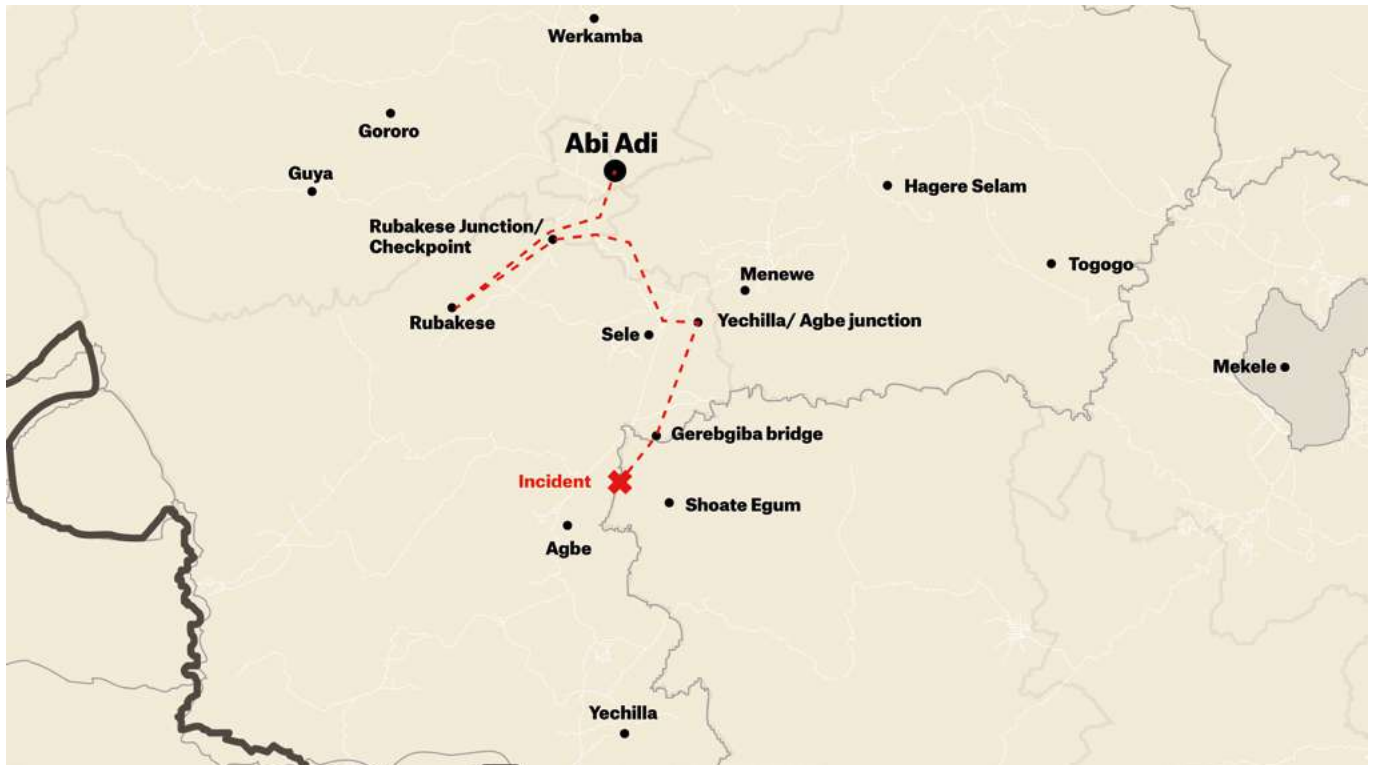 Werkamba
Gororo
Abi Adi
Guya
Hagere Selam
Rubakese Junction/
Checkpoint
Togogo
Menewe
Rubakese
Yechilla/ Agbe junction
Sele
Mekele
Gerebgiba bridge
Incident
Shoate Egum
Agbe
Yechilla